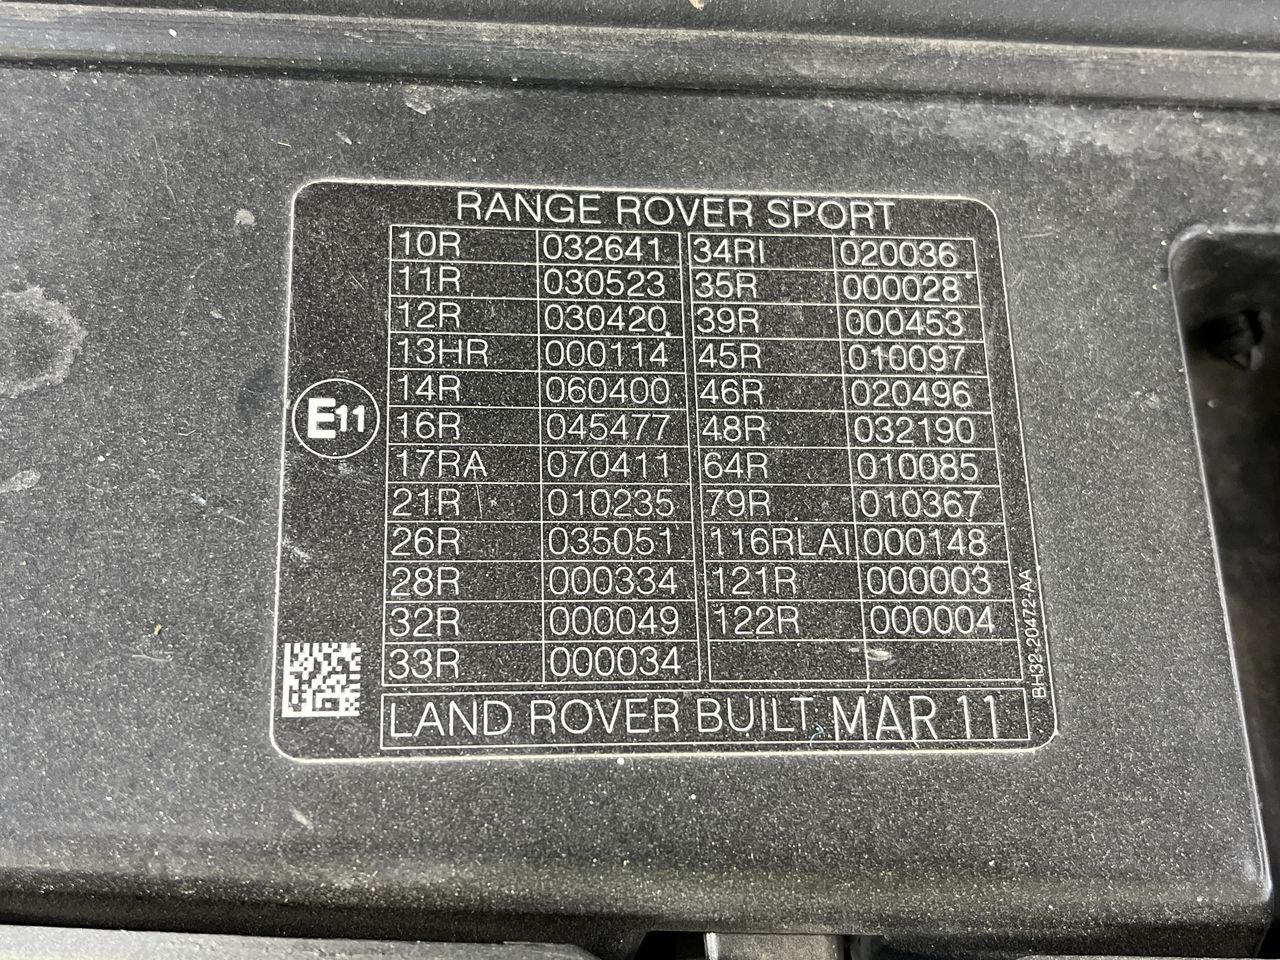 RANGE ROVER SPORT
10R 032641 34RI 020036
11R 030523 35R 000028
12R 030420 39R 000453
13HR 000114 45R 010097
14R 060400 46R 020496
16R 045477 48R 032190
17RA 070411 64R 010085
21R 010235 79R 010367
26R 035051 116RLAI 000148
28R 000334 121R 000003
32R 000049 122R 000004
33R 000034
E11
LAND ROVER BUILT MAR 11
BH32-20472-AA